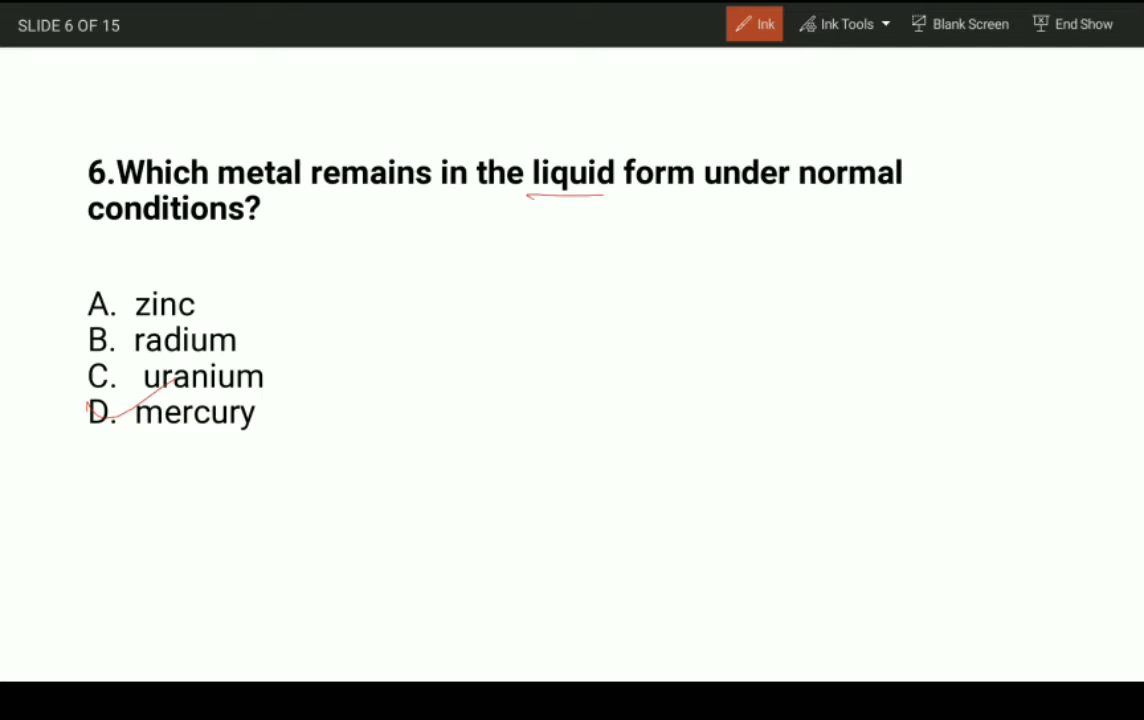 SLIDE 6 OF 15
Ink
Ink Tools
Blank Screen
End Show
6.Which metal remains in the liquid form under normal
conditions?
A. zinc
B. radium
C. uranium
D. mercury